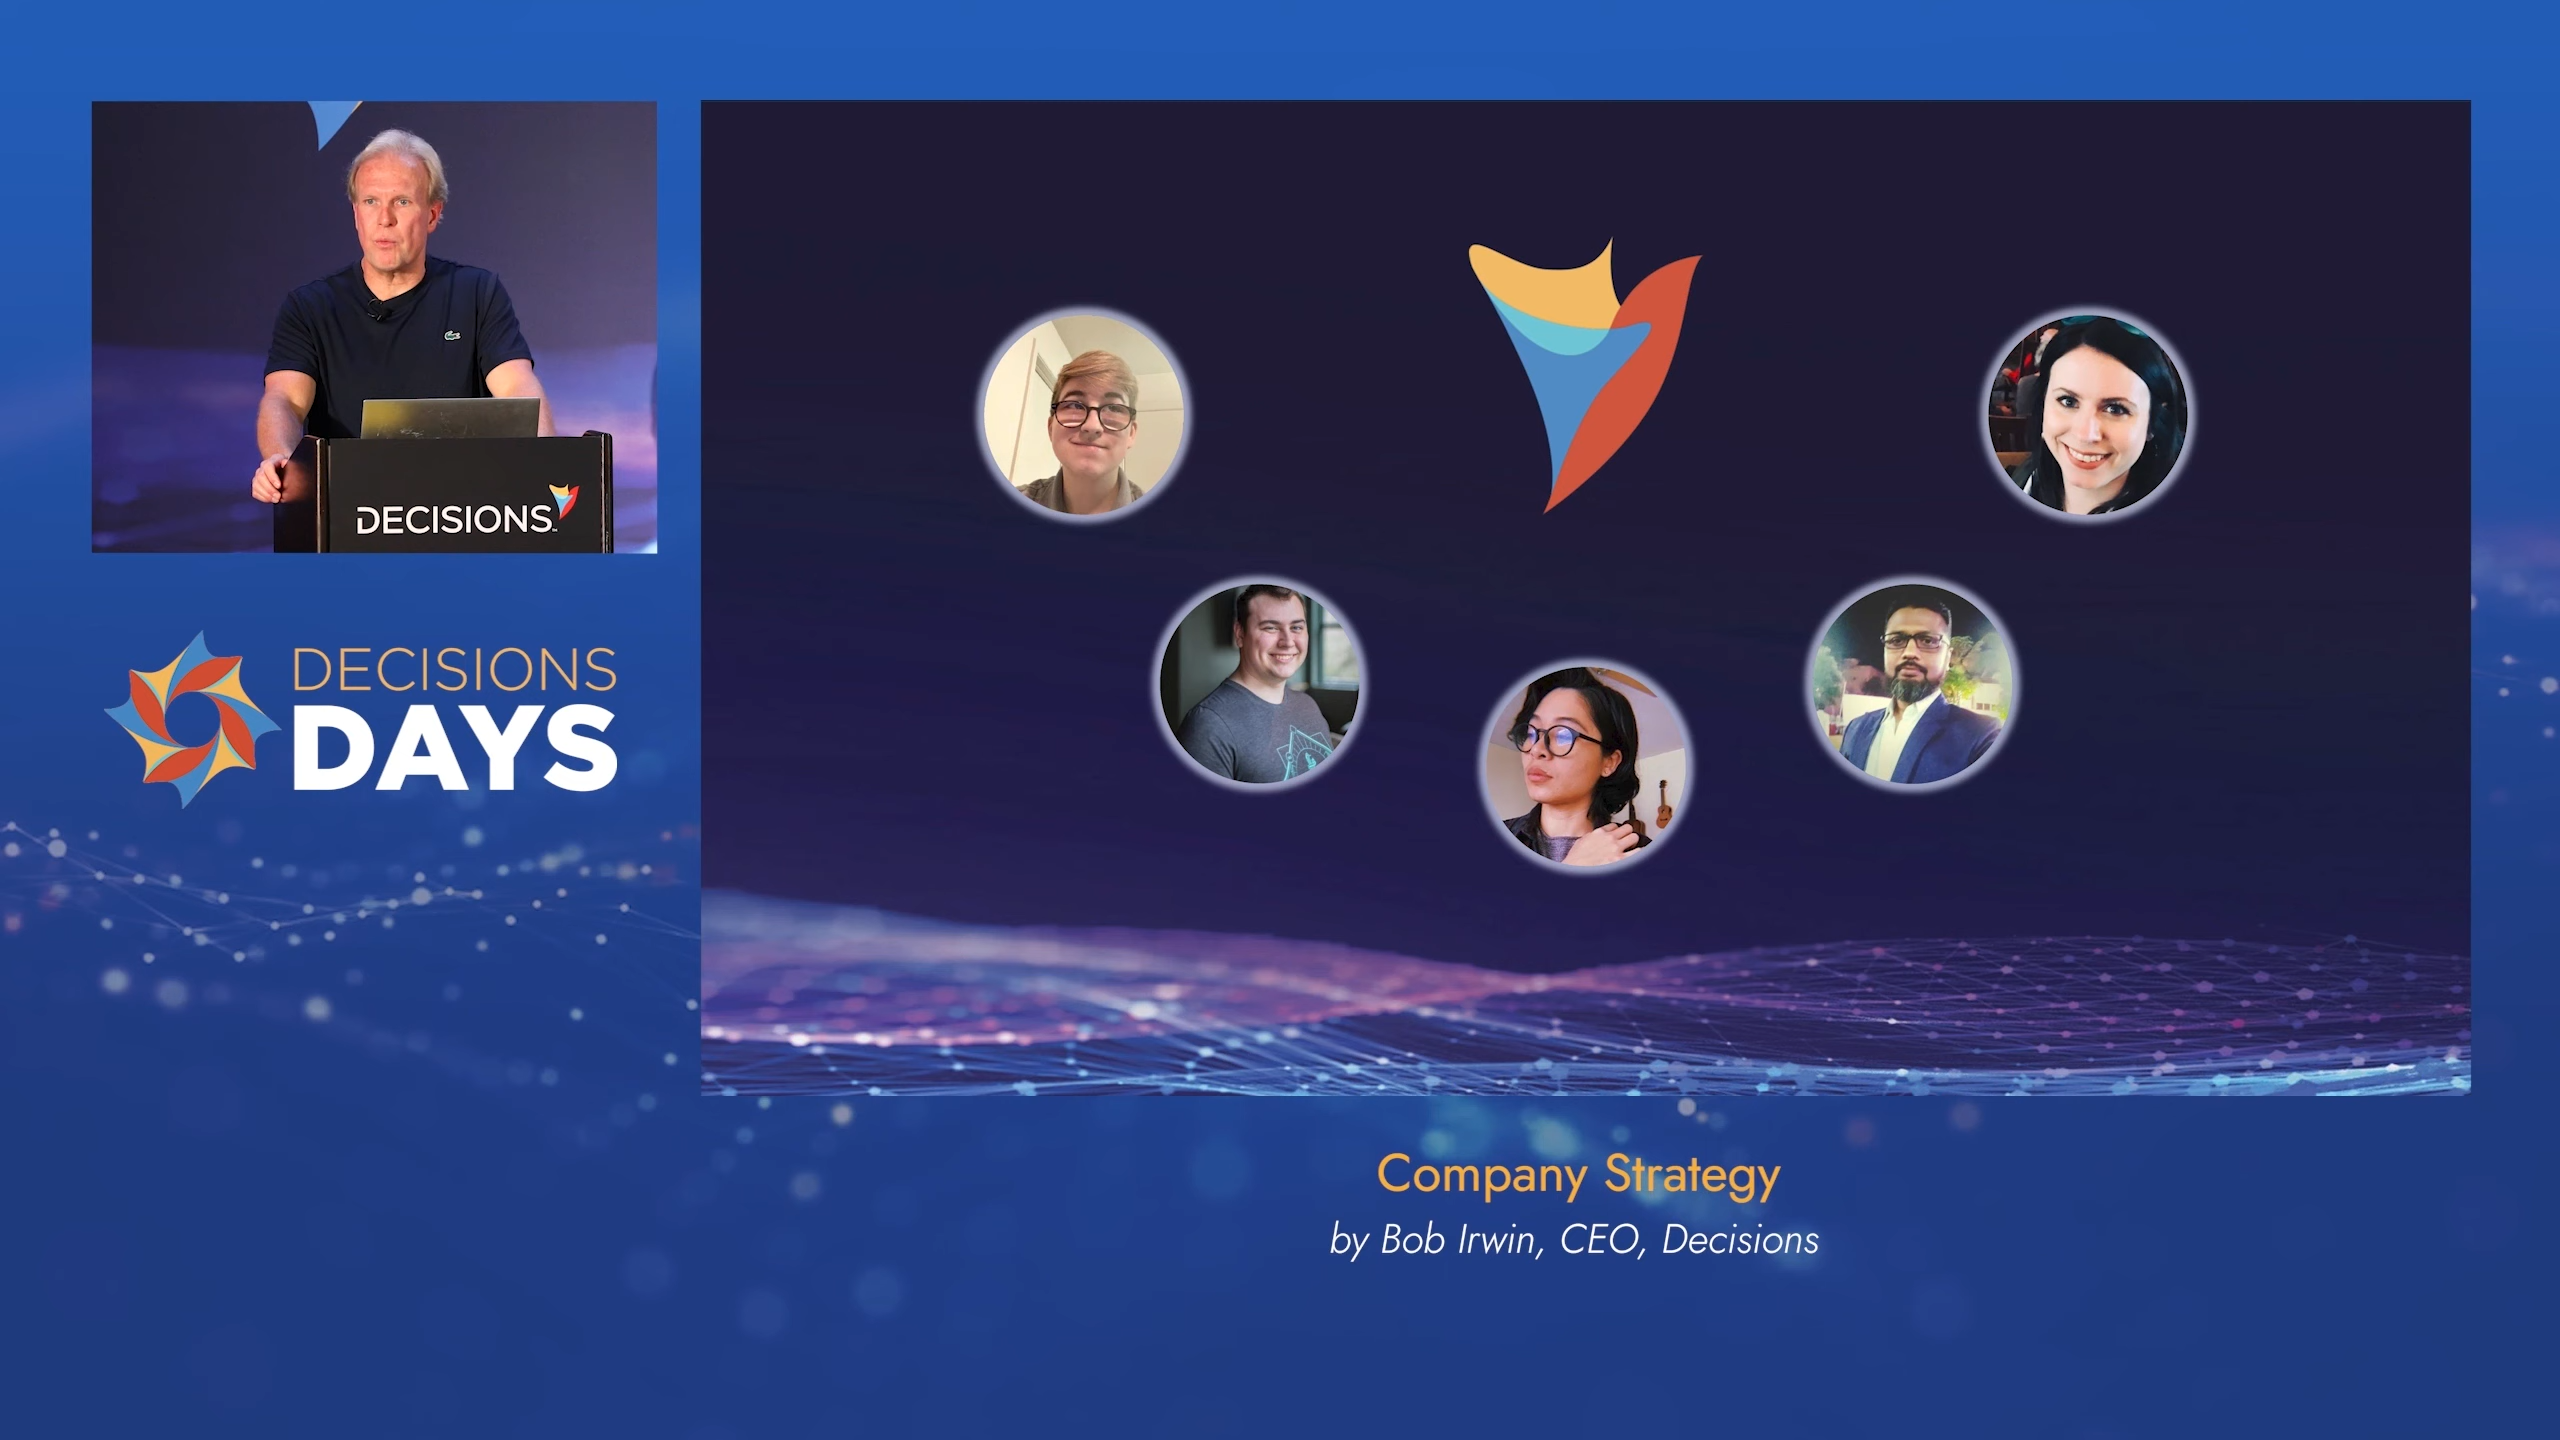 DECISIONS
DECISIONS
DAYS
Company Strategy
by Bob Irwin, CEO, Decisions